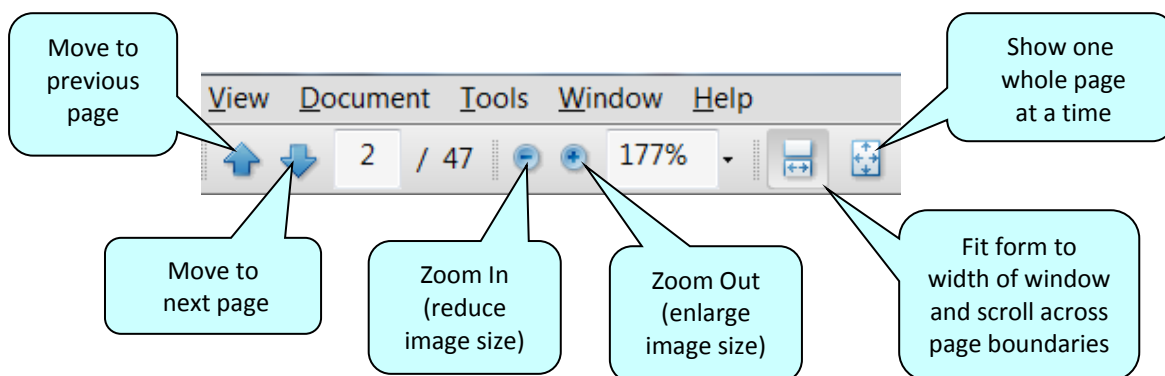 Move to
previous
page
Show one
whole page
at a time
View Document Tools Window Help
2 / 47 177%
Move to
next page
Zoom In
(reduce
image size)
Zoom Out
(enlarge
image size)
Fit form to
width of window
and scroll across
page boundaries